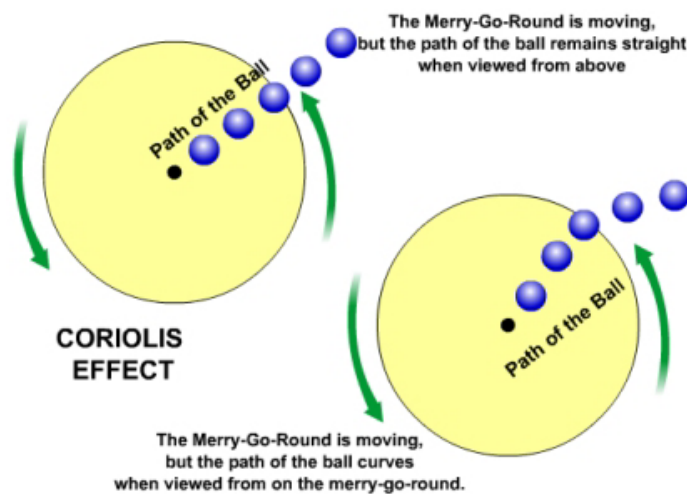 The Merry-Go-Round is moving,
but the path of the ball remains straight
when viewed from above
Path of the Ball
CORIOLIS
EFFECT
Path of the Ball
The Merry-Go-Round is moving,
but the path of the ball curves
when viewed from on the merry-go-round.